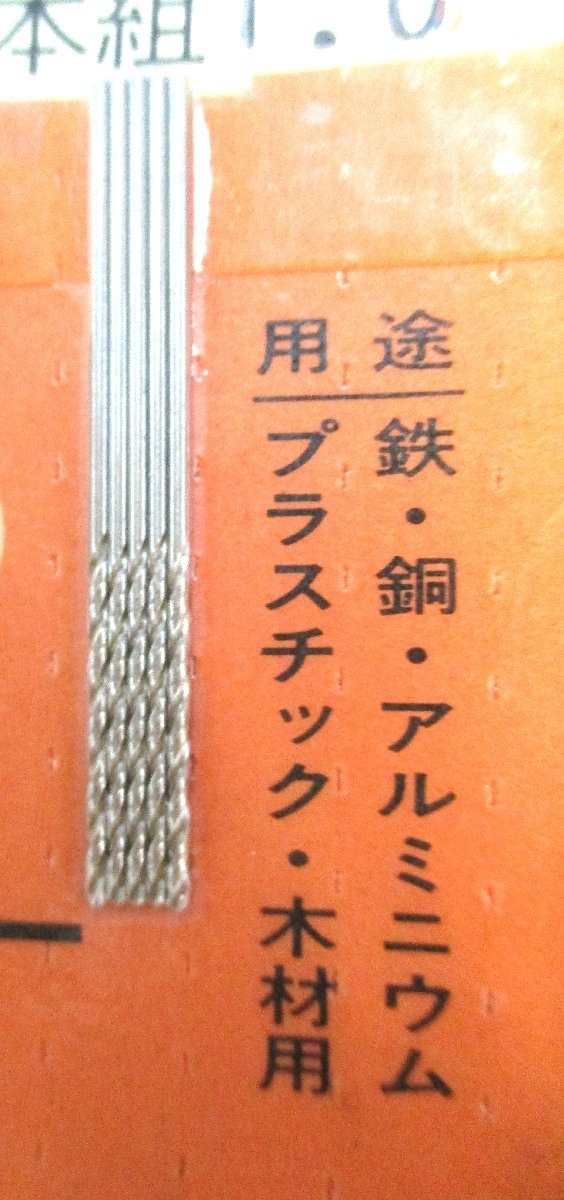 本組1.0
用途
鉄・銅・アルミニウム
プラスチック・木材用